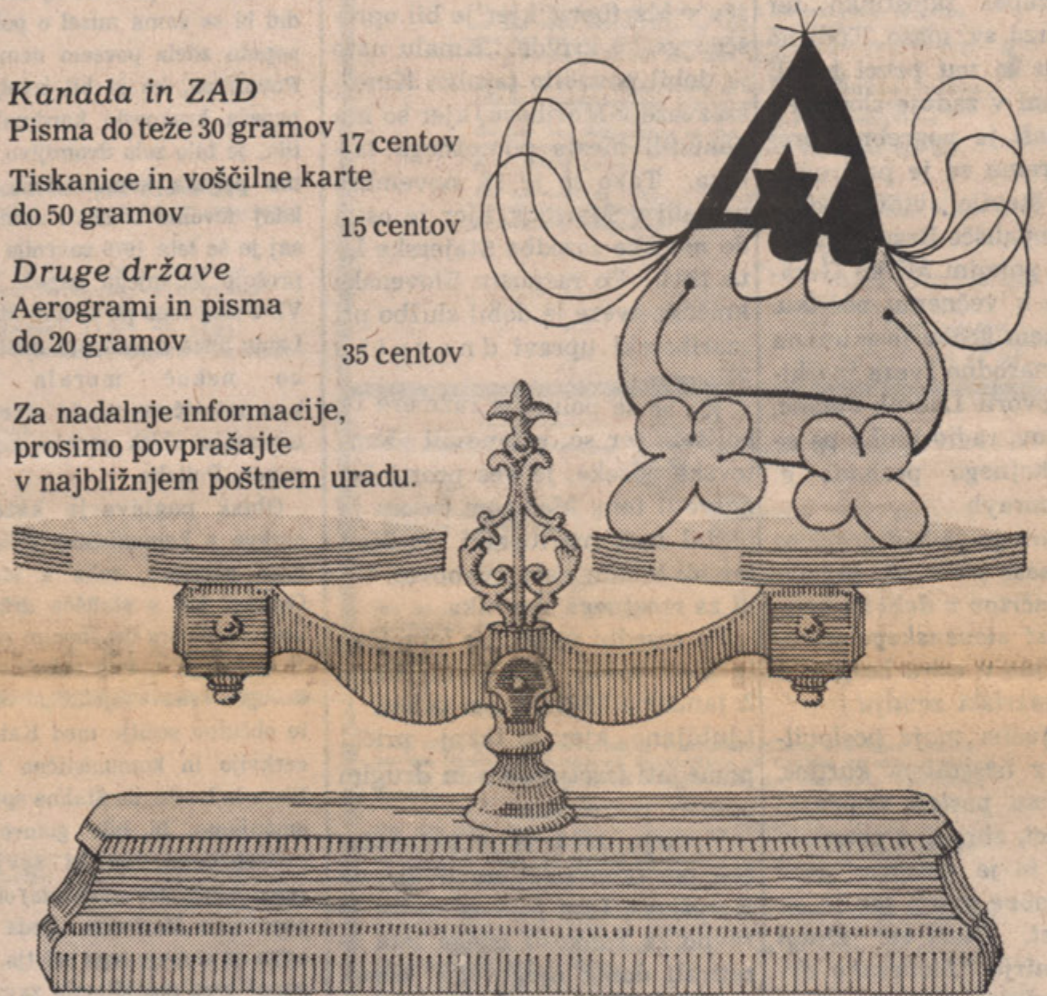 Kanada in ZAD
Pisma do teže 30 gramov 17 centov
Tiskanice in voščilne karte
do 50 gramov 15 centov
Druge države
Aerogrami in pisma
do 20 gramov 35 centov
Za nadalnje informacije,
prosimo povprašajte
v najbližnjem poštnem uradu.